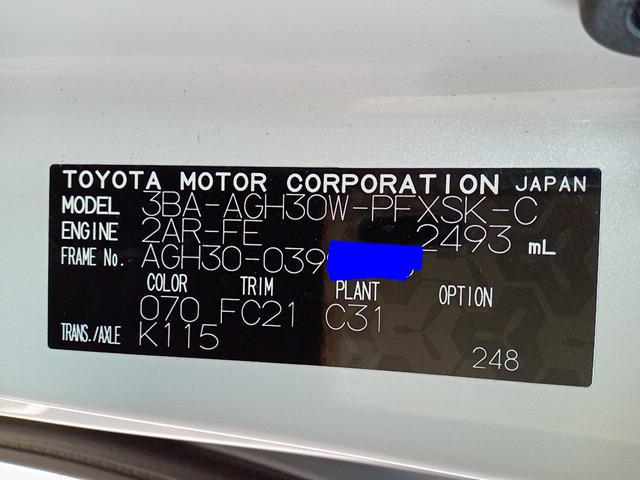 TOYOTA MOTOR CORPORATION JAPAN
MODEL 3BA-AGH30W-PFXSK-C
ENGINE 2AR-FE 2493 mL
FRAME No. AGH30-039
COLOR TRIM PLANT OPTION
070 FC21 C31
TRANS./AXLE K115
248